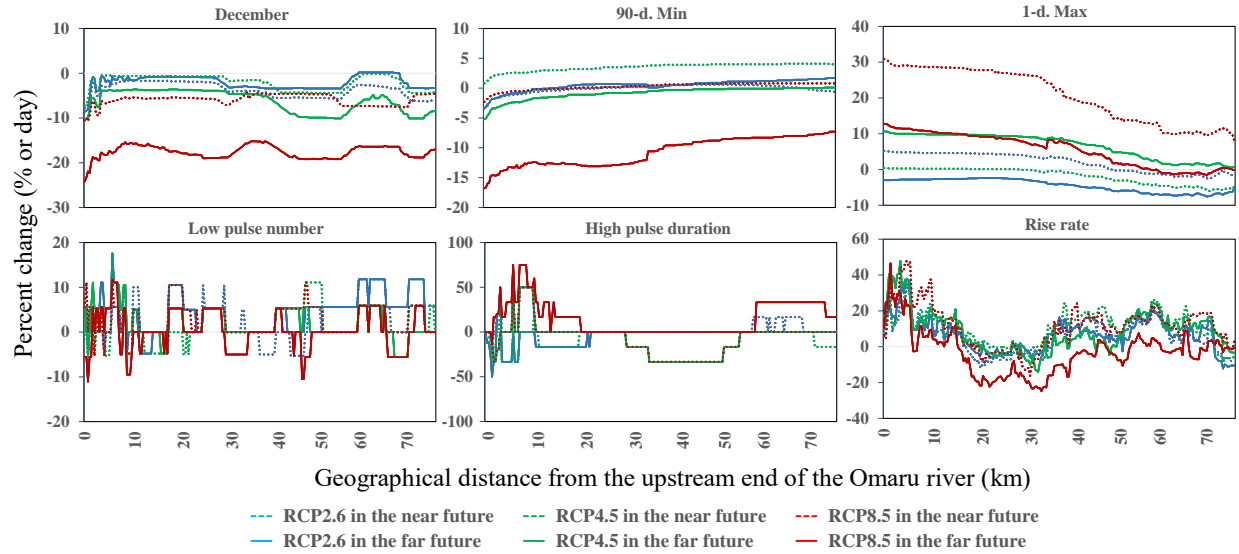 December
90-d. Min
1-d. Max
10
0
-10
-20
-30
10
5
0
-5
-10
-15
-20
40
30
20
10
0
-10
Percent change (% or day)
Low pulse number
High pulse duration
Rise rate
20
10
0
-10
-20
100
50
0
-50
-100
60
40
20
0
-20
-40
0 10 20 30 40 60 70
0 10 20 30 40 50 60 70
0 10 20 30 40 50 60 70
Geographical distance from the upstream end of the Omaru river (km)
RCP2.6 in the near future RCP4.5 in the near future RCP8.5 in the near future
RCP2.6 in the far future RCP4.5 in the far future RCP8.5 in the far future